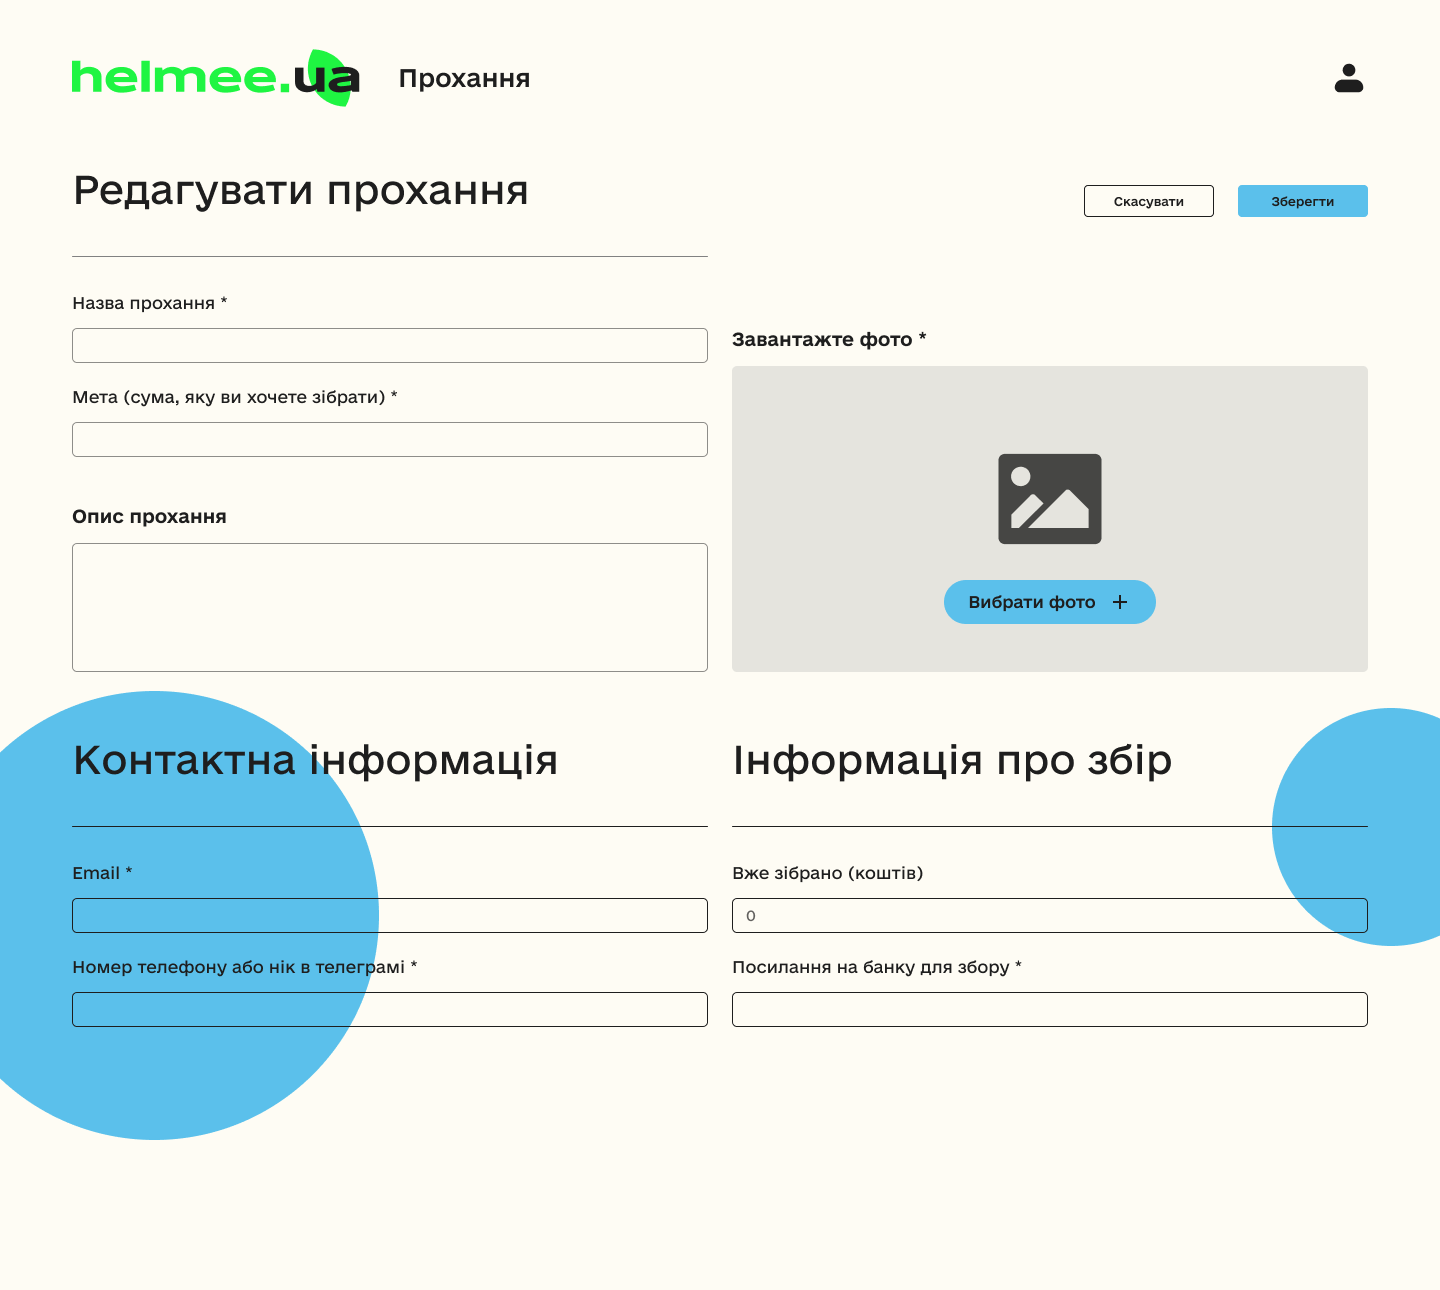 helmee.ua
Прохання
Редагувати прохання
Скасувати
Зберегти
Назва прохання *
Мета (сума, яку ви хочете зібрати) *
Опис прохання
Завантажте фото *
Вибрати фото +
Контактна інформація
Email *
Номер телефону або нік в телеграмі *
Інформація про збір
Вже зібрано (коштів)
0
Посилання на банку для збору *